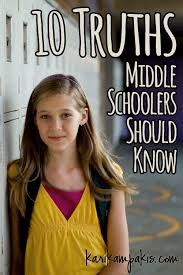 10 TRUTHS
MIDDLE
SCHOOLERS
SHOULD
KNOW
karikampakis.com